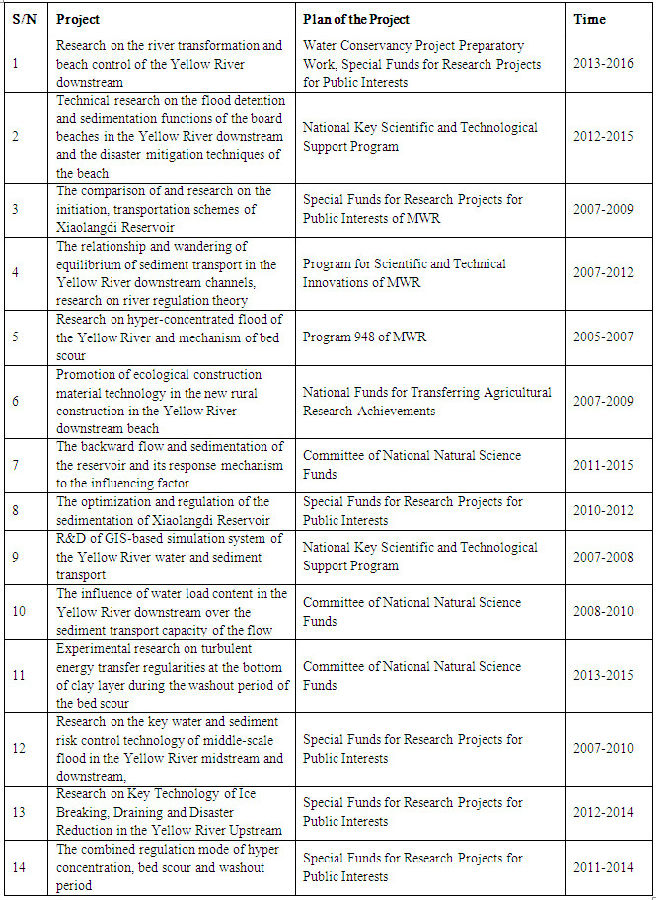 S/N Project Plan of the Project Time
1
Research on the river transformation and
beach control of the Yellow River
downstream
Water Conservancy Project Preparatory
Work, Special Funds for Research Projects
for Public Interests
2013-2016
2
Technical research on the flood detention
and sedimentation functions of the board
beaches in the Yellow River downstream
and the disaster mitigation techniques of
the beach
National Key Scientific and Technological
Support Program
2012-2015
3
The comparison of and research on the
initiation, transportation schemes of
Xiaolangdi Reservoir
Special Funds for Research Projects for
Public Interests of MWR
2007-2009
4
The relationship and wandering of
equilibrium of sediment transport in the
Yellow River downstream channels,
research on river regulation theory
Program for Scientific and Technical
Innovations of MWR
2007-2012
5
Research on hyper-concentrated flood of
the Yellow River and mechanism of bed
scour
Program 948 of MWR
2005-2007
6
Promotion of ecological construction
material technology in the new rural
construction in the Yellow River
downstream beach
National Funds for Transferring Agricultural
Research Achievements
2007-2009
7
The backward flow and sedimentation of
the reservoir and its response mechanism
to the influencing factor
Committee of National Natural Science
Funds
2011-2015
8
The optimization and regulation of the
sedimentation of Xiaolangdi Reservoir
Special Funds for Research Projects for
Public Interests
2010-2012
9
R&D of GIS-based simulation system of
the Yellow River water and sediment
transport
National Key Scientific and Technological
Support Program
2007-2008
10
The influence of water load content in the
Yellow River downstream over the
sediment transport capacity of the flow
Committee of National Natural Science
Funds
2008-2010
11
Experimental research on turbulent
energy transfer regularities at the bottom
of clay layer during the washout period of
the bed scour
Committee of National Natural Science
Funds
2013-2015
12
Research on the key water and sediment
risk control technology of middle-scale
flood in the Yellow River midstream and
downstream,
Special Funds for Research Projects for
Public Interests
2007-2010
13
Research on Key Technology of Ice
Breaking, Draining and Disaster
Reduction in the Yellow River Upstream
Special Funds for Research Projects for
Public Interests
2012-2014
14
The combined regulation mode of hyper
concentration, bed scour and washout
period
Special Funds for Research Projects for
Public Interests
2011-2014